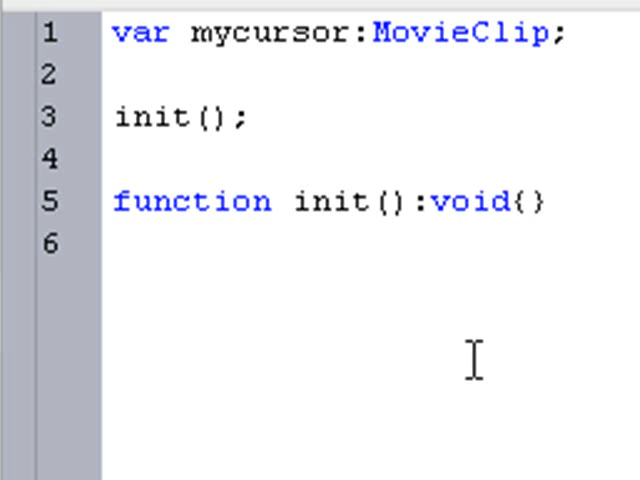 1 var mycursor:MovieClip;
2
3 init();
4
5 function init():void{}
6